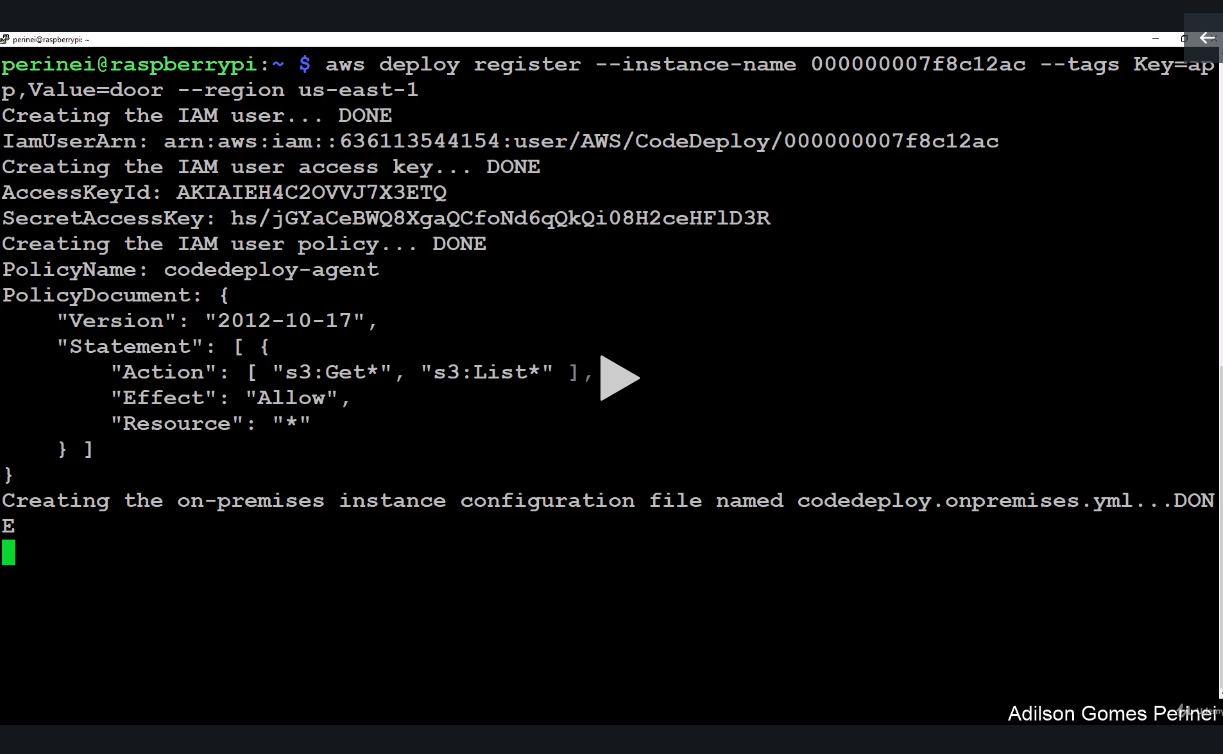 perinei@raspberrypi: ~
perinei@raspberrypi:~ $ aws deploy register --instance-name 000000007f8c12ac --tags Key=ap
p,Value=door --region us-east-1
Creating the IAM user... DONE
IamUserArn: arn:aws:iam::636113544154:user/AWS/CodeDeploy/000000007f8c12ac
Creating the IAM user access key... DONE
AccessKeyId: AKIAIEH4C2OVVJ7X3ETQ
SecretAccessKey: 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
Creating the IAM user policy... DONE
PolicyName: codedeploy-agent
PolicyDocument: {
    "Version": "2012-10-17",
    "Statement": [ {
        "Action": [ "s3:Get*", "s3:List*" ],
        "Effect": "Allow",
        "Resource": "*"
    } ]
}
Creating the on-premises instance configuration file named codedeploy.onpremises.yml...DON
E
Adilson Gomes Perinei